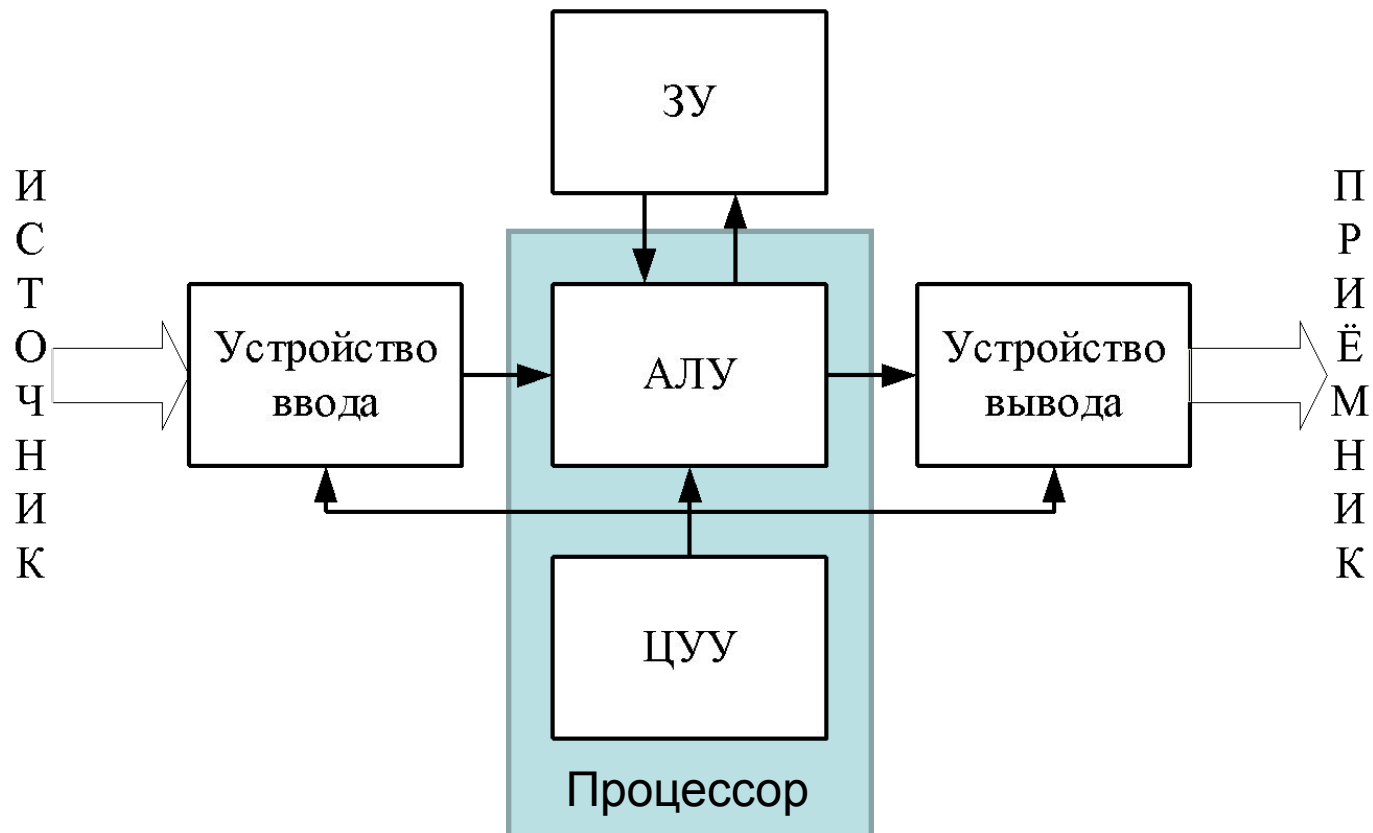 ЗУ
ИСТОЧНИК
Устройство
ввода
АЛУ
Устройство
вывода
ПРИЁМНИК
ЦУУ
Процессор